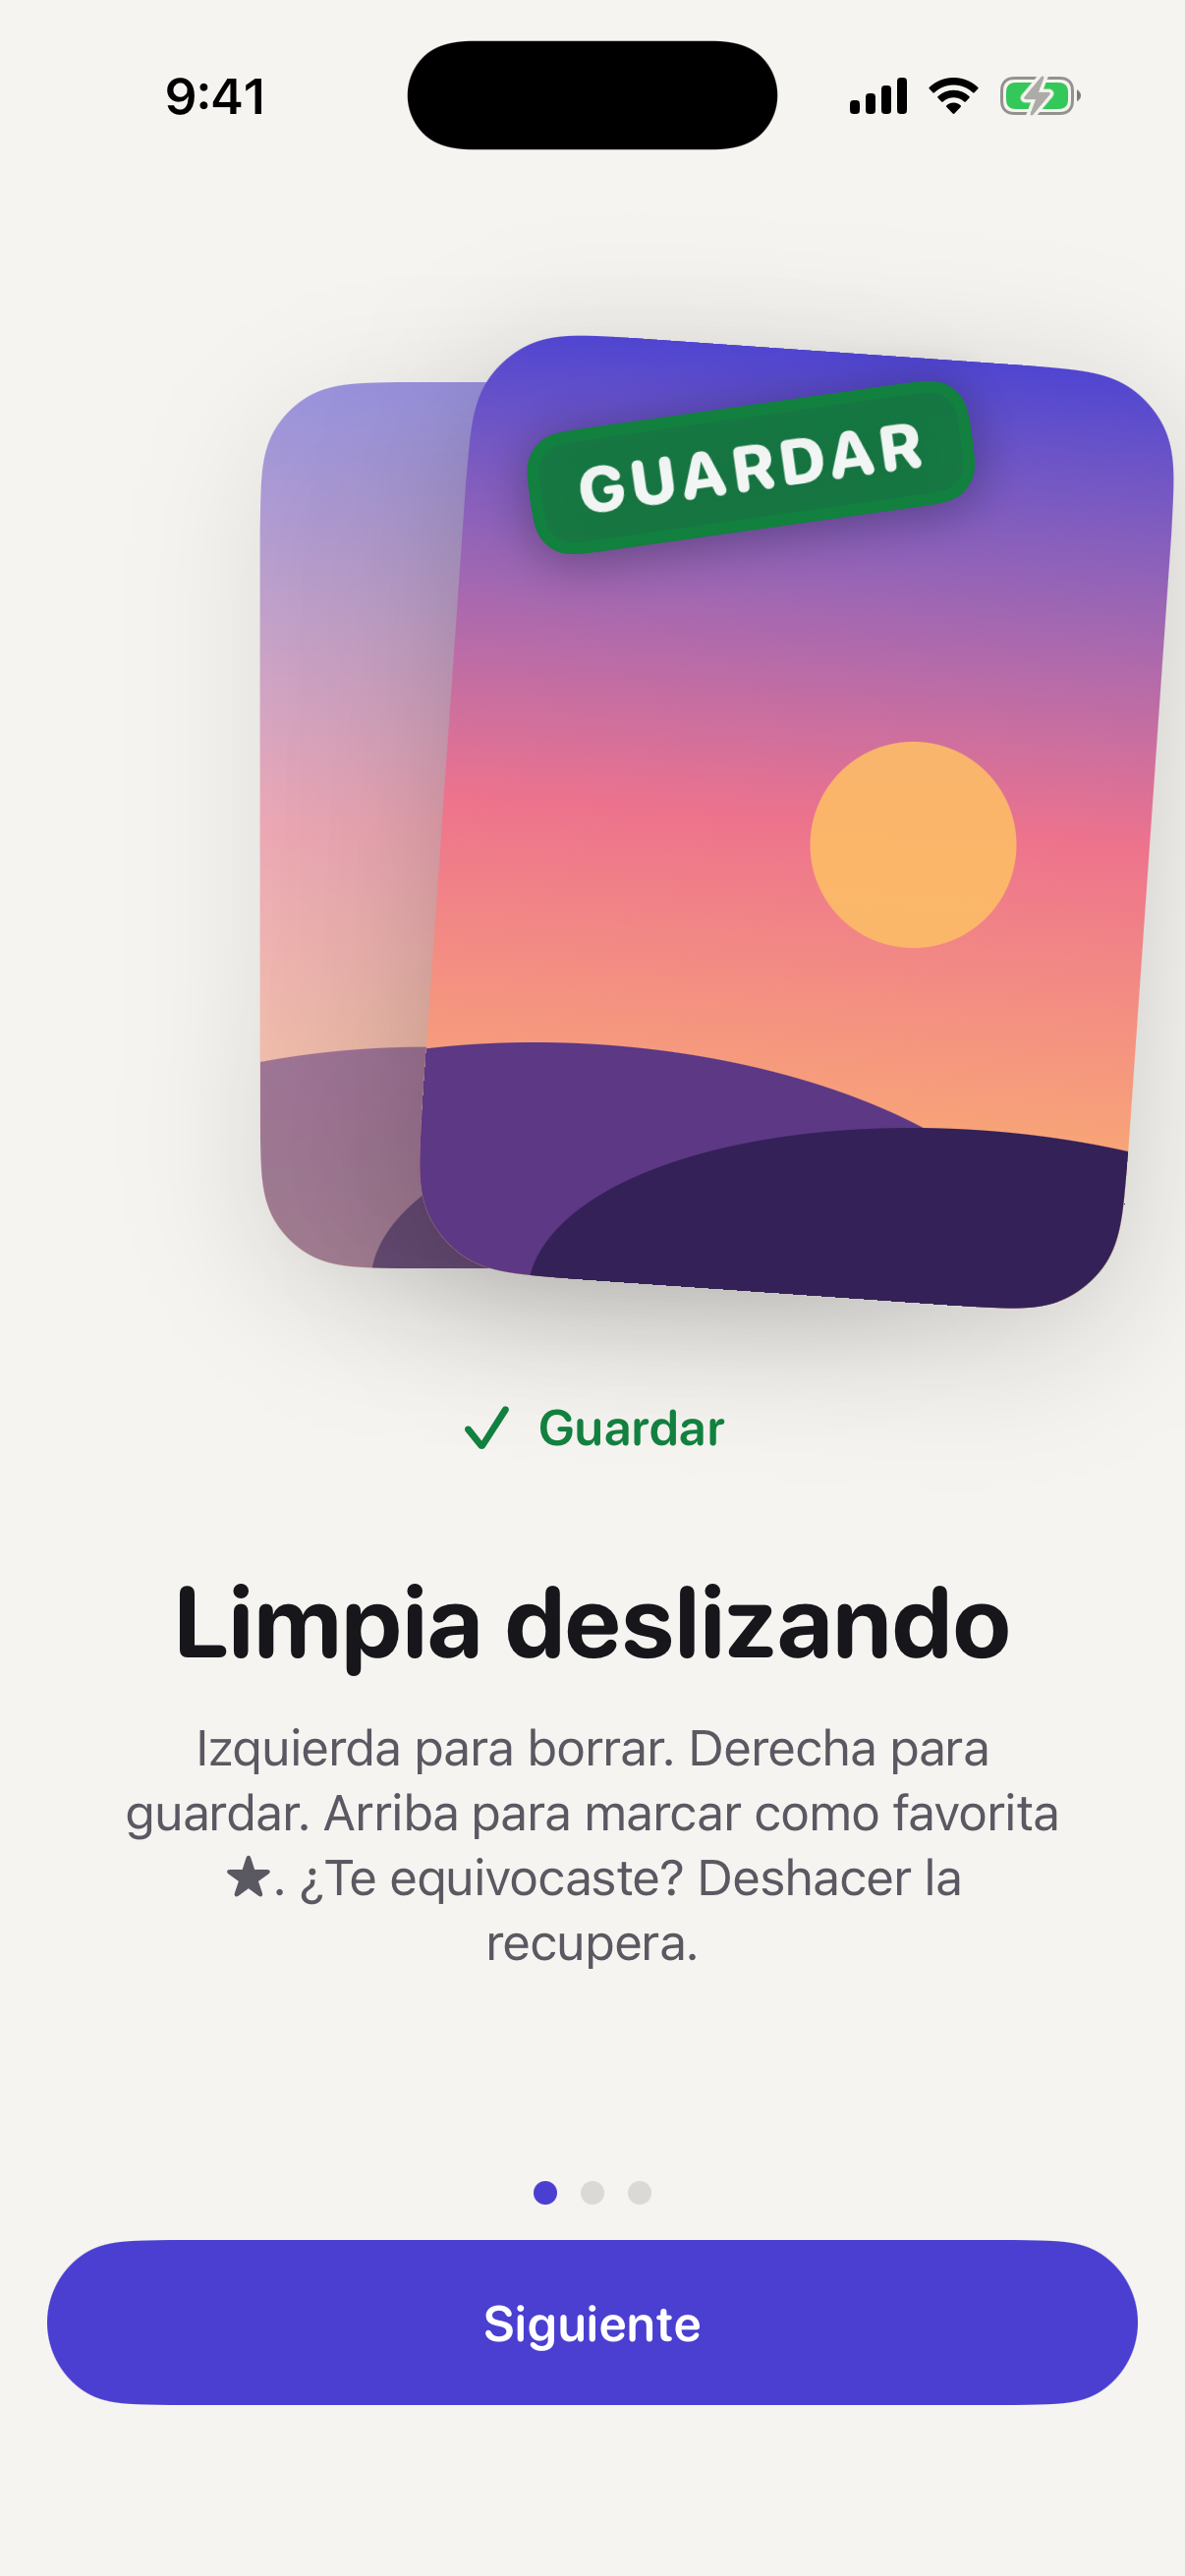 9:41
GUARDAR
Guardar
Limpia deslizando
Izquierda para borrar. Derecha para
guardar. Arriba para marcar como favorita
★. ¿Te equivocaste? Deshacer la
recupera.
Siguiente